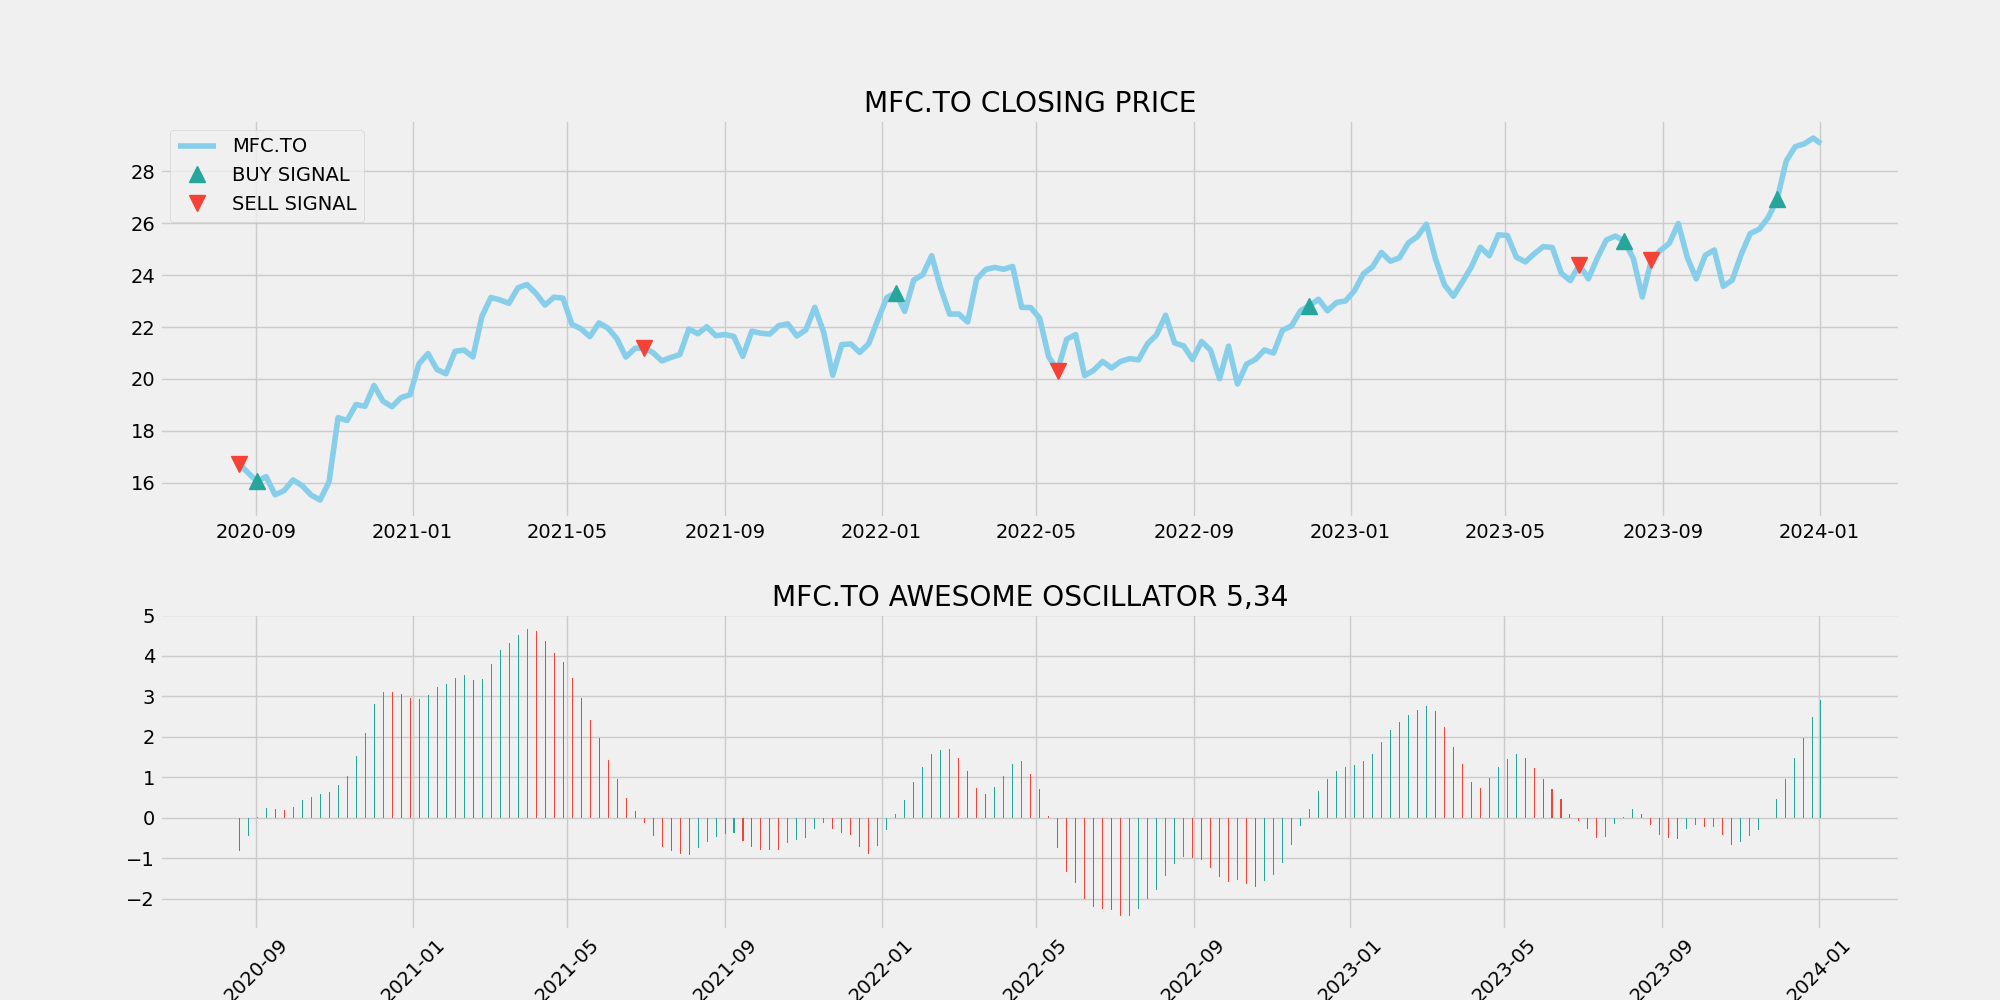 MFC.TO CLOSING PRICE
MFC.TO
BUY SIGNAL
SELL SIGNAL
28
26
24
22
20
18
16
2020-09 2021-01 2021-05 2021-09 2022-01 2022-05 2022-09 2023-01 2023-05 2023-09 2024-01
MFC.TO AWESOME OSCILLATOR 5,34
5
4
3
2
1
0
−1
−2
2020-09 2021-01 2021-05 2021-09 2022-01 2022-05 2022-09 2023-01 2023-05 2023-09 2024-01